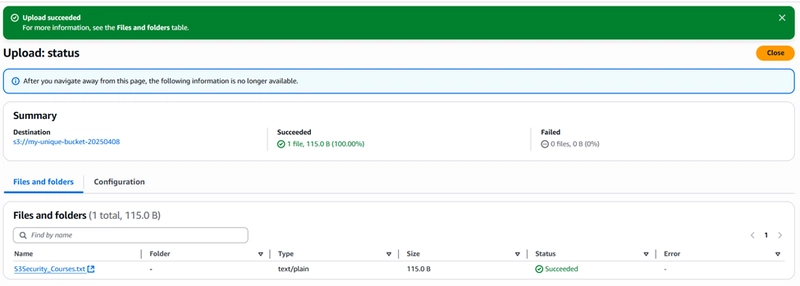 Upload succeeded
For more information, see the Files and folders table.
Upload: status
Close
After you navigate away from this page, the following information is no longer available.
Summary
Destination
s3://my-unique-bucket-20250408
Succeeded
1 file, 115.0 B (100.00%)
Failed
0 files, 0 B (0%)
Files and folders
Configuration
Files and folders (1 total, 115.0 B)
Find by name
1
Name Folder Type Size Status Error
S3Security_Courses.txt - text/plain 115.0 B Succeeded -